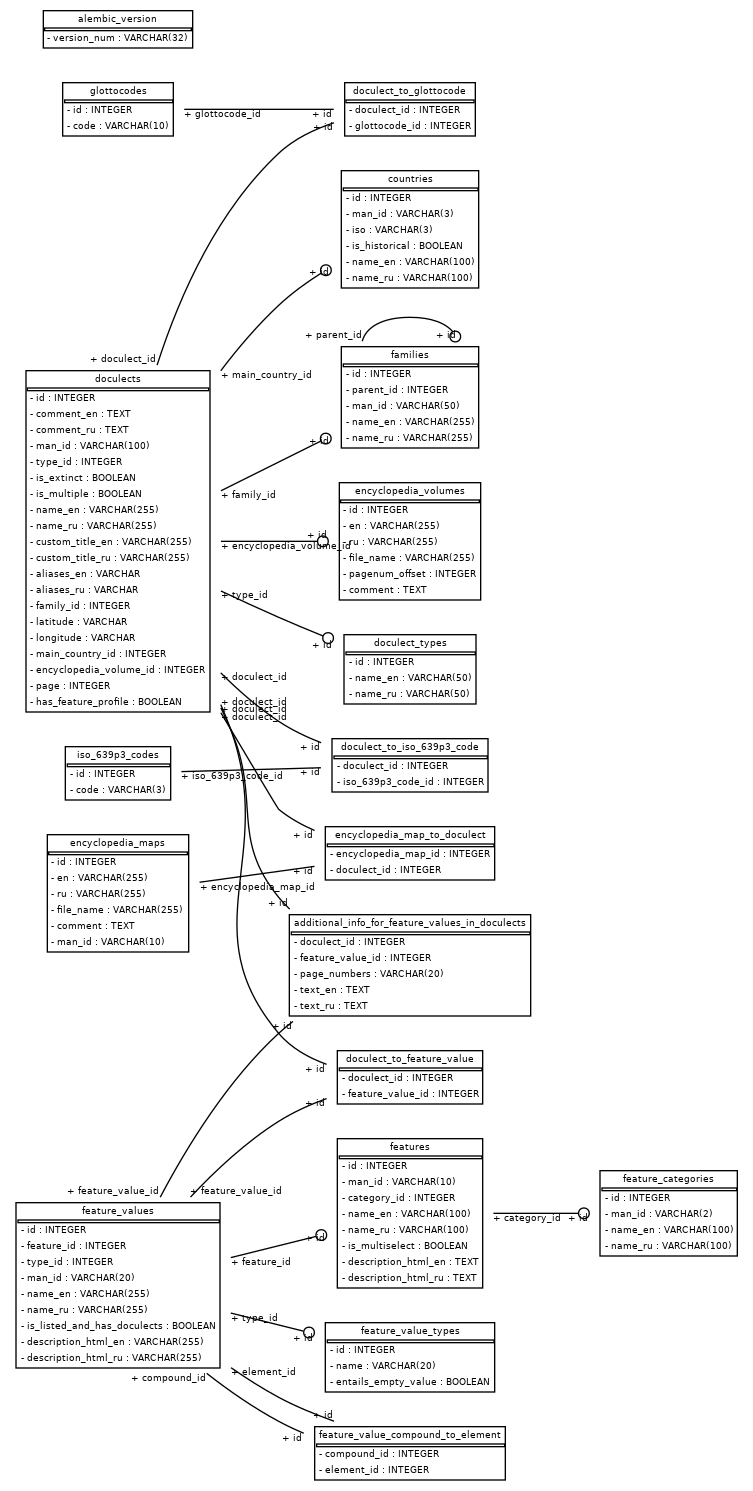 alembic_version
- version_num : VARCHAR(32)
glottocodes
- id : INTEGER
- code : VARCHAR(10)
+ glottocode_id
+ id
+ id
doculect_to_glottocode
- doculect_id : INTEGER
- glottocode_id : INTEGER
countries
- id : INTEGER
- man_id : VARCHAR(3)
- iso : VARCHAR(3)
- is_historical : BOOLEAN
- name_en : VARCHAR(100)
- name_ru : VARCHAR(100)
+ id
+ parent_id
+ id
families
- id : INTEGER
- parent_id : INTEGER
- man_id : VARCHAR(50)
- name_en : VARCHAR(255)
- name_ru : VARCHAR(255)
+ doculect_id
+ main_country_id
doculects
- id : INTEGER
- comment_en : TEXT
- comment_ru : TEXT
- man_id : VARCHAR(100)
- type_id : INTEGER
- is_extinct : BOOLEAN
- is_multiple : BOOLEAN
- name_en : VARCHAR(255)
- name_ru : VARCHAR(255)
- custom_title_en : VARCHAR(255)
- custom_title_ru : VARCHAR(255)
- aliases_en : VARCHAR
- aliases_ru : VARCHAR
- family_id : INTEGER
- latitude : VARCHAR
- longitude : VARCHAR
- main_country_id : INTEGER
- encyclopedia_volume_id : INTEGER
- page : INTEGER
- has_feature_profile : BOOLEAN
+ id
+ family_id
+ id
+ encyclopedia_volume_id
encyclopedia_volumes
- id : INTEGER
- en : VARCHAR(255)
- ru : VARCHAR(255)
- file_name : VARCHAR(255)
- pagenum_offset : INTEGER
- comment : TEXT
+ type_id
+ id
doculect_types
- id : INTEGER
- name_en : VARCHAR(50)
- name_ru : VARCHAR(50)
+ doculect_id
+ doculect_id
+ doculect_id
+ doculect_id
+ id
doculect_to_iso_639p3_code
- doculect_id : INTEGER
- iso_639p3_code_id : INTEGER
iso_639p3_codes
- id : INTEGER
- code : VARCHAR(3)
+ iso_639p3_code_id
+ id
+ id
encyclopedia_map_to_doculect
- encyclopedia_map_id : INTEGER
- doculect_id : INTEGER
encyclopedia_maps
- id : INTEGER
- en : VARCHAR(255)
- ru : VARCHAR(255)
- file_name : VARCHAR(255)
- comment : TEXT
- man_id : VARCHAR(10)
+ id
+ encyclopedia_map_id
+ id
additional_info_for_feature_values_in_doculects
- doculect_id : INTEGER
- feature_value_id : INTEGER
- page_numbers : VARCHAR(20)
- text_en : TEXT
- text_ru : TEXT
+ id
+ id
doculect_to_feature_value
- doculect_id : INTEGER
- feature_value_id : INTEGER
+ id
features
- id : INTEGER
- man_id : VARCHAR(10)
- category_id : INTEGER
- name_en : VARCHAR(100)
- name_ru : VARCHAR(100)
- is_multiselect : BOOLEAN
- description_html_en : TEXT
- description_html_ru : TEXT
+ category_id
+ id
feature_categories
- id : INTEGER
- man_id : VARCHAR(2)
- name_en : VARCHAR(100)
- name_ru : VARCHAR(100)
+ feature_value_id
+ feature_value_id
feature_values
- id : INTEGER
- feature_id : INTEGER
- type_id : INTEGER
- man_id : VARCHAR(20)
- name_en : VARCHAR(255)
- name_ru : VARCHAR(255)
- is_listed_and_has_doculects : BOOLEAN
- description_html_en : VARCHAR(255)
- description_html_ru : VARCHAR(255)
+ id
+ feature_id
+ type_id
+ id
feature_value_types
- id : INTEGER
- name : VARCHAR(20)
- entails_empty_value : BOOLEAN
+ element_id
+ compound_id
+ id
+ id
feature_value_compound_to_element
- compound_id : INTEGER
- element_id : INTEGER